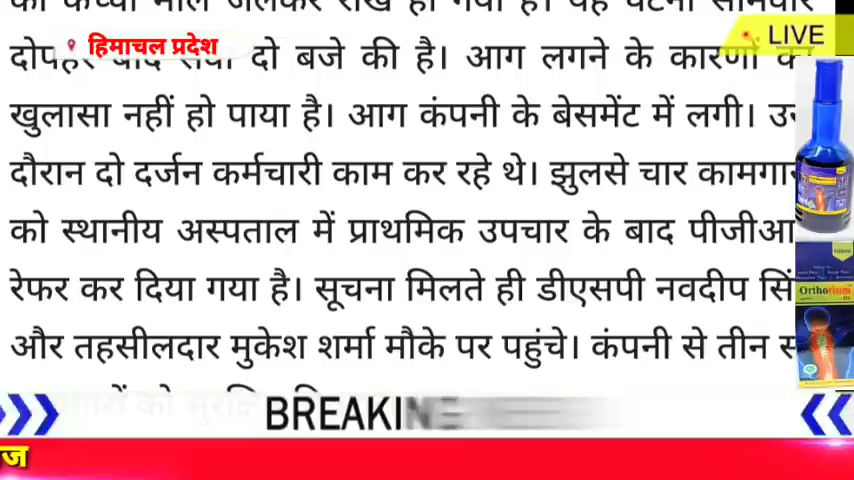 हिमाचल प्रदेश
LIVE
दो बजे की है। आग लगने के कारणों
खुलासा नहीं हो पाया है। आग कंपनी के बेसमेंट में लगी।
दौरान दो दर्जन कर्मचारी काम कर रहे थे। झुलसे चार
को स्थानीय अस्पताल में प्राथमिक उपचार के बाद
रेफर कर दिया गया है। सूचना मिलते ही डीएसपी नवदीप
और तहसीलदार मुकेश शर्मा मौके पर पहुंचे। कंपनी से तीन
Orthorium